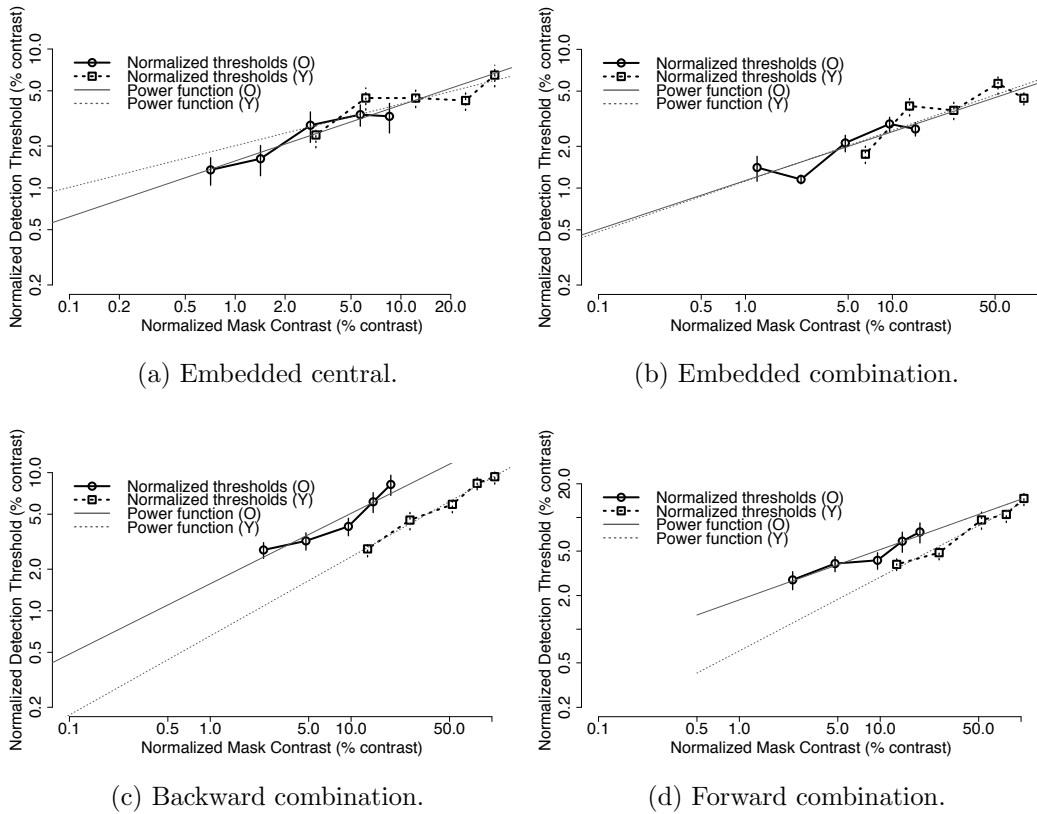 Normalized Detection Threshold (% contrast)
10.0
5.0
2.0
1.0
0.5
0.2
Normalized thresholds (O)
Normalized thresholds (Y)
Power function (O)
Power function (Y)
0.1 0.2 0.5 1.0 2.0 5.0 10.0 20.0
Normalized Mask Contrast (% contrast)
(a) Embedded central.
Normalized Detection Threshold (% contrast)
10.0
5.0
2.0
1.0
0.5
0.2
Normalized thresholds (O)
Normalized thresholds (Y)
Power function (O)
Power function (Y)
0.1 1.0 5.0 10.0 50.0
Normalized Mask Contrast (% contrast)
(b) Embedded combination.
Normalized Detection Threshold (% contrast)
10.0
5.0
2.0
1.0
0.5
0.2
Normalized thresholds (O)
Normalized thresholds (Y)
Power function (O)
Power function (Y)
0.1 0.5 1.0 5.0 10.0 50.0
Normalized Mask Contrast (% contrast)
(c) Backward combination.
Normalized Detection Threshold (% contrast)
20.0
5.0
2.0
0.5
0.2
Normalized thresholds (O)
Normalized thresholds (Y)
Power function (O)
Power function (Y)
0.1 0.5 1.0 5.0 10.0 50.0
Normalized Mask Contrast (% contrast)
(d) Forward combination.